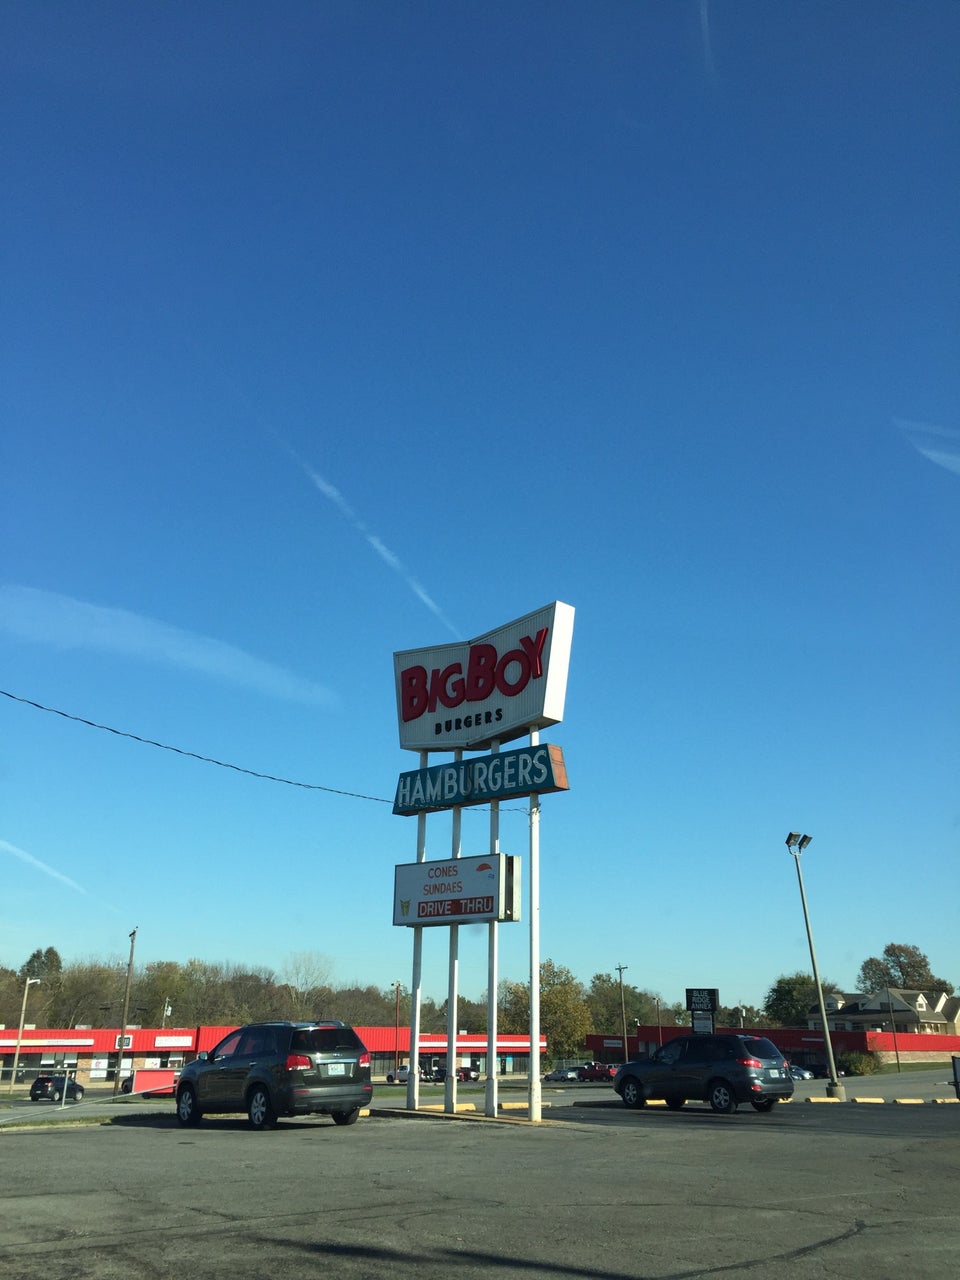 BIGBOY
BURGERS
HAMBURGERS
CONES
SUNDAES
DRIVE THRU
BLUE
RIDGE
ANNEX